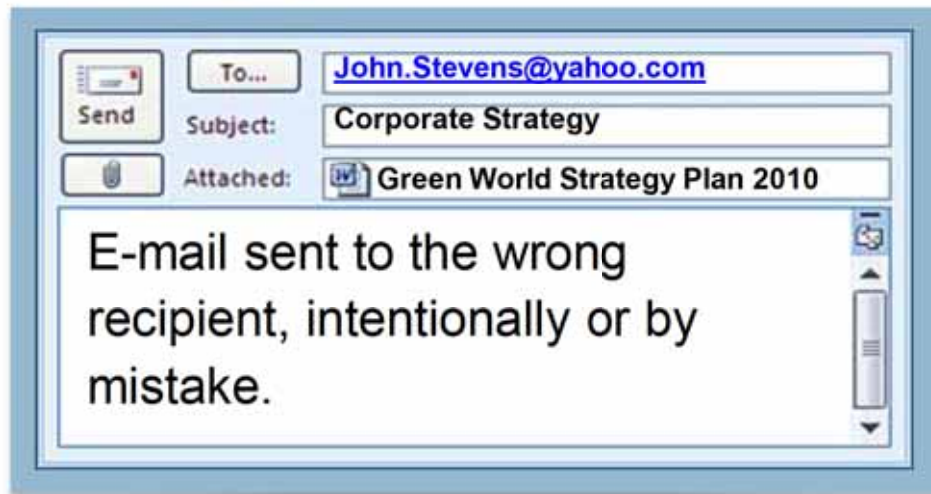 To... John.Stevens@yahoo.com
Send
Subject: Corporate Strategy
Attached: Green World Strategy Plan 2010
E-mail sent to the wrong
recipient, intentionally or by
mistake.